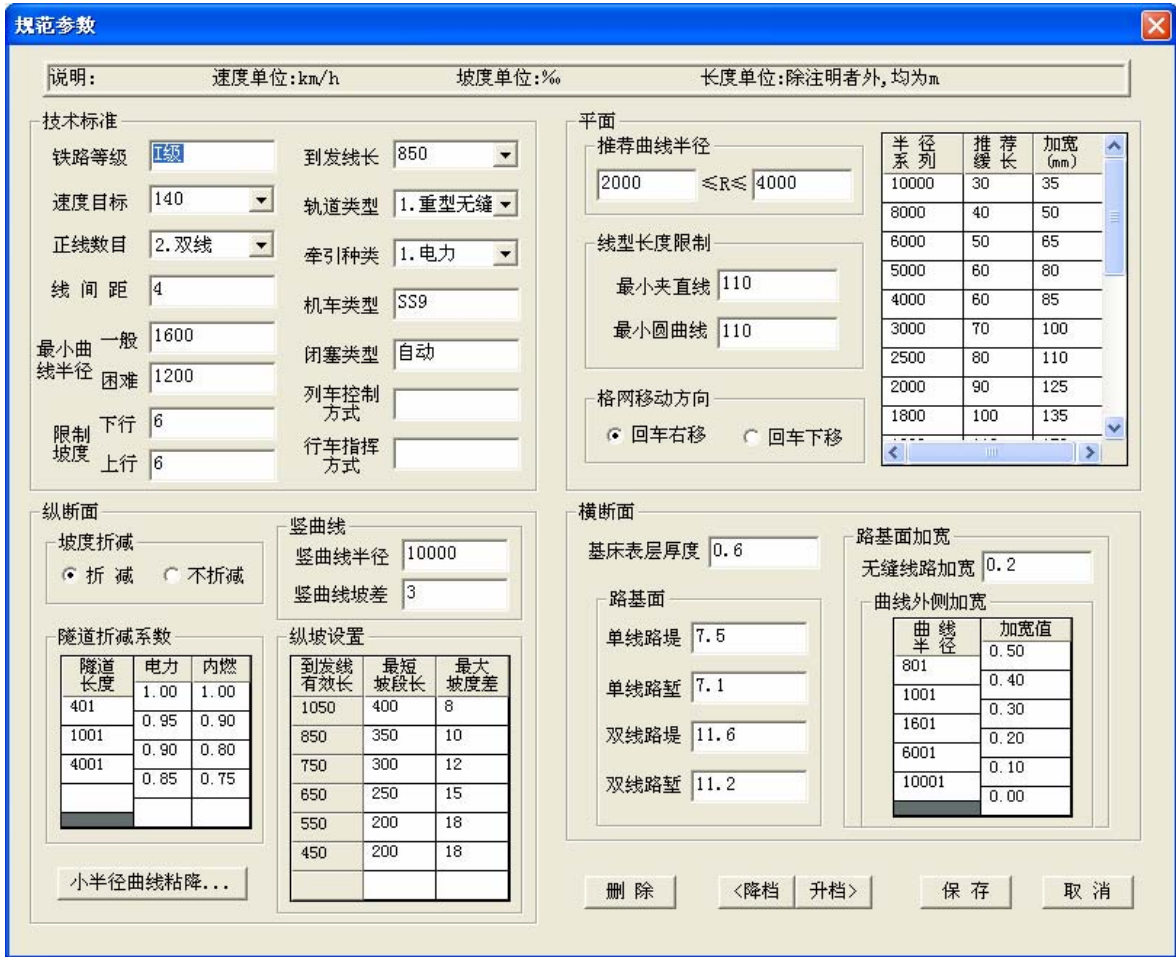 规范参数
说明: 速度单位:km/h 坡度单位:‰ 长度单位:除注明者外,均为m
技术标准
铁路等级 I级
速度目标 140
正线数目 2.双线
线 间 距 4
最小曲线半径 一般 1600
困难 1200
限制坡度 下行 6
上行 6
到发线长 850
轨道类型 1.重型无缝
牵引种类 1.电力
机车类型 SS9
闭塞类型 自动
列车控制方式
行车指挥方式
平面
推荐曲线半径
2000 ≤R≤ 4000
线型长度限制
最小夹直线 110
最小圆曲线 110
格网移动方向
回车右移 回车下移
半径系列 推荐缓长 加宽(mm)
10000 30 35
8000 40 50
6000 50 65
5000 60 80
4000 60 85
3000 70 100
2500 80 110
2000 90 125
1800 100 135
纵断面
坡度折减
折 减 不折减
竖曲线
竖曲线半径 10000
竖曲线坡差 3
隧道折减系数
隧道长度 电力 内燃
1.00 1.00
401
0.95 0.90
1001
0.90 0.80
4001
0.85 0.75
小半径曲线粘降...
纵坡设置
到发线有效长 最短坡段长 最大坡度差
1050 400 8
850 350 10
750 300 12
650 250 15
550 200 18
450 200 18
横断面
基床表层厚度 0.6
路基面
单线路堤 7.5
单线路堑 7.1
双线路堤 11.6
双线路堑 11.2
路基面加宽
无缝线路加宽 0.2
曲线外侧加宽
曲线半径 加宽值
0.50
801
0.40
1001
0.30
1601
0.20
6001
0.10
10001
0.00
删 除 <降档 升档> 保 存 取 消